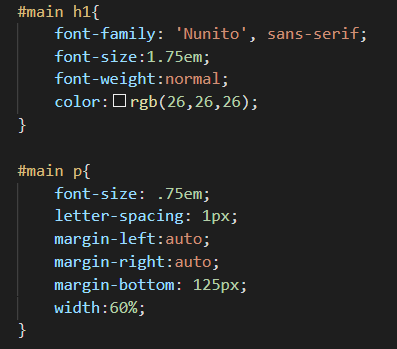 #main h1{
font-family: 'Nunito', sans-serif;
font-size:1.75em;
font-weight:normal;
color:rgb(26,26,26);
}
#main p{
font-size: .75em;
letter-spacing: 1px;
margin-left:auto;
margin-right:auto;
margin-bottom: 125px;
width:60%;
}